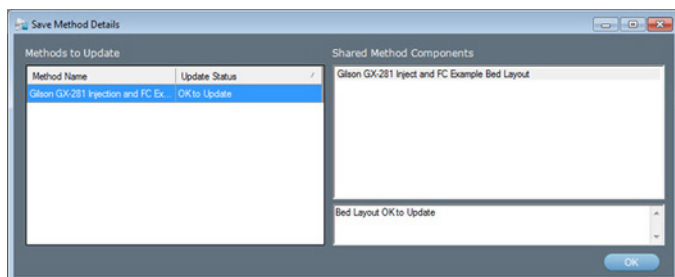 Save Method Details
Methods to Update
Method Name Update Status
Gilson GX-281 Injection and FC Ex... OK to Update
Shared Method Components
Gilson GX-281 Inject and FC Example Bed Layout
Bed Layout OK to Update
OK